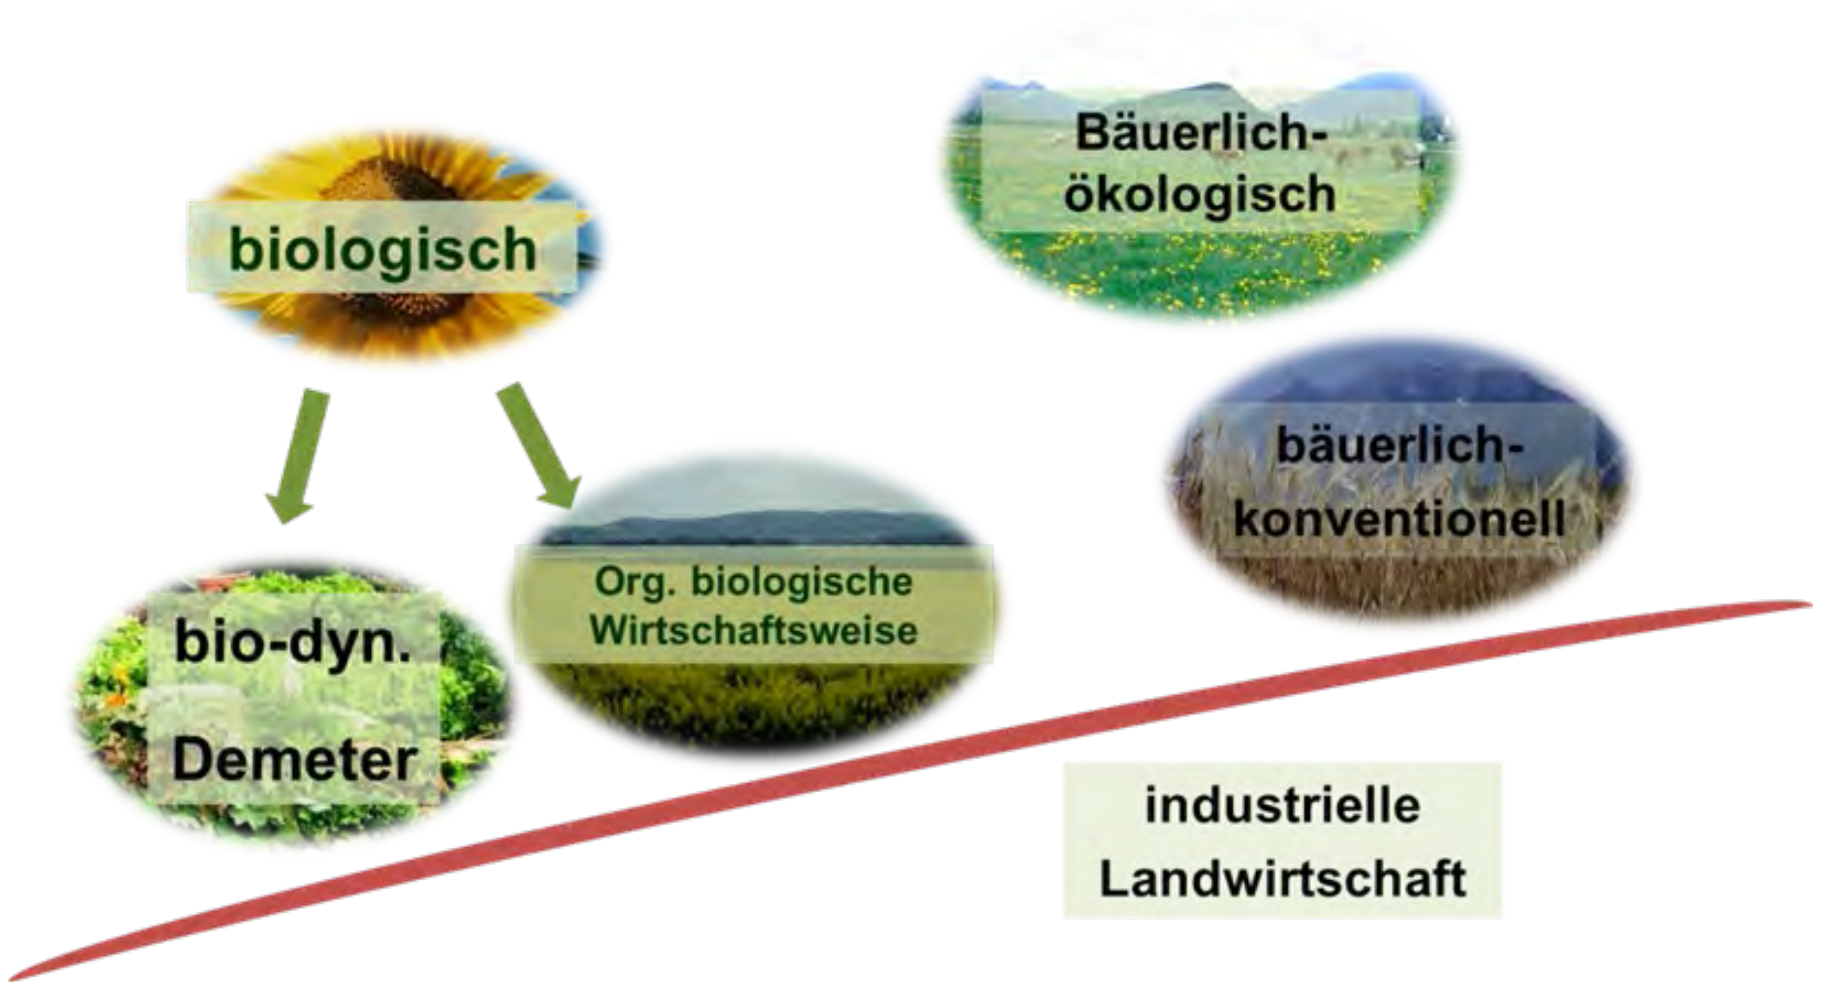 Bäuerlich-
ökologisch
biologisch
bäuerlich-
konventionell
Org. biologische
Wirtschaftsweise
bio-dyn.
Demeter
industrielle
Landwirtschaft